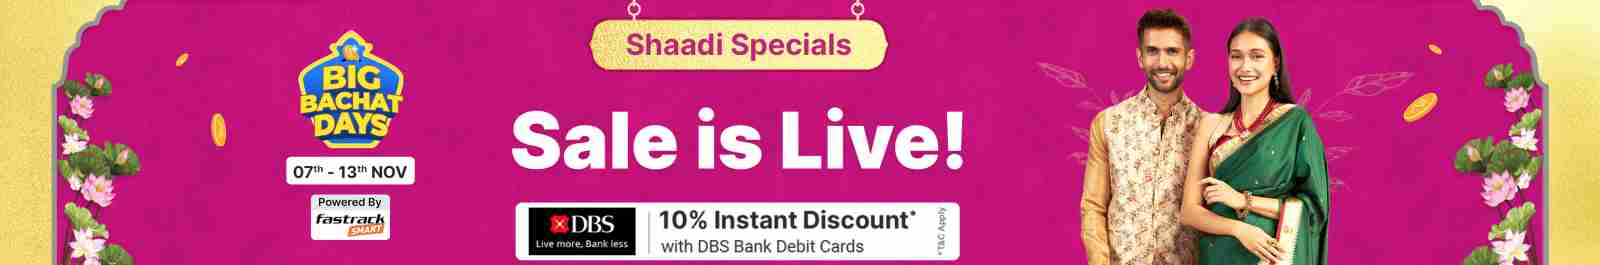 BIG
BACHAT
DAYS
07th - 13th NOV
Powered By
fastrack
SMART
Shaadi Specials
Sale is Live!
DBS
Live more, Bank less
10% Instant Discount*
with DBS Bank Debit Cards
*T&C Apply